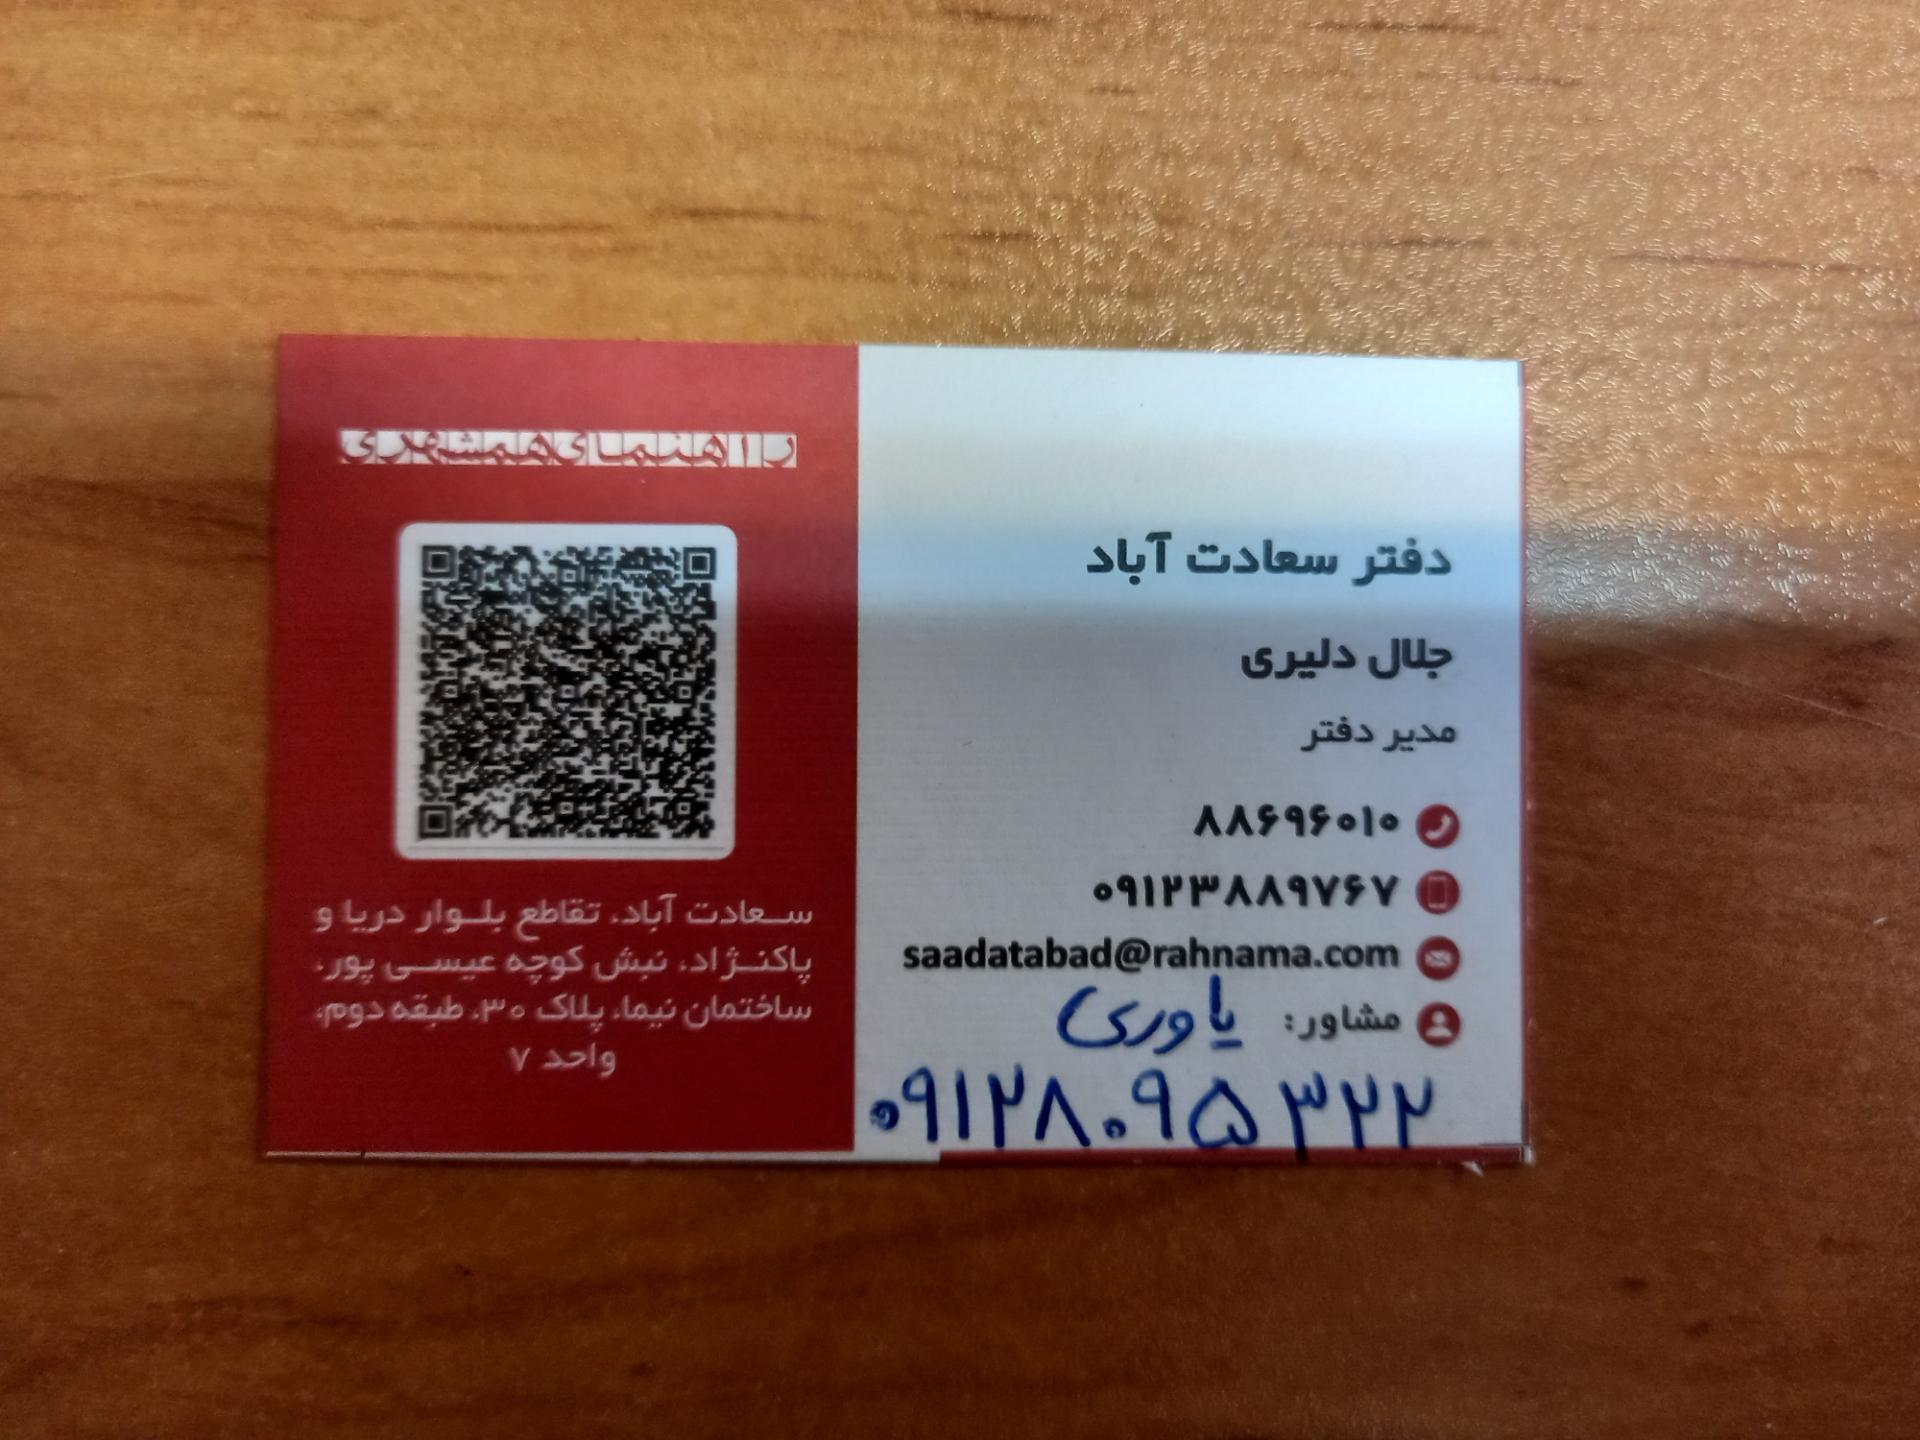 دفتر سعادت آباد
جلال دلیری
مدیر دفتر
۸۸۶۹۶۰۱۰
۰۹۱۲۳۸۸۹۷۶۷
saadatabad@rahnama.com
مشاور: یاوری
۰۹۱۲۸۰۹۵۳۲۲
راهنمای همشهری
سعادت آباد، تقاطع بلوار دریا و
پاکنژاد، نبش کوچه عیسی پور،
ساختمان نیما، پلاک ۳۰، طبقه دوم،
واحد ۷